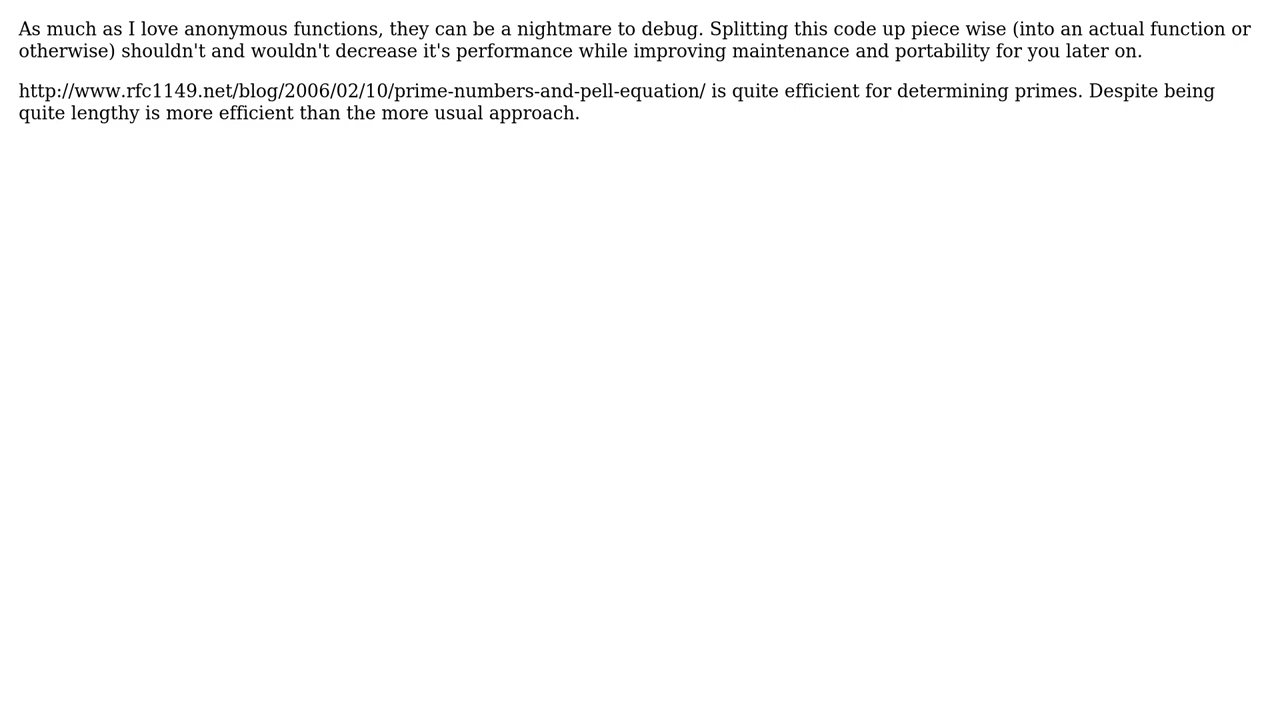 As much as I love anonymous functions, they can be a nightmare to debug. Splitting this code up piece wise (into an actual function or
otherwise) shouldn't and wouldn't decrease it's performance while improving maintenance and portability for you later on.
http://www.rfc1149.net/blog/2006/02/10/prime-numbers-and-pell-equation/ is quite efficient for determining primes. Despite being
quite lengthy is more efficient than the more usual approach.